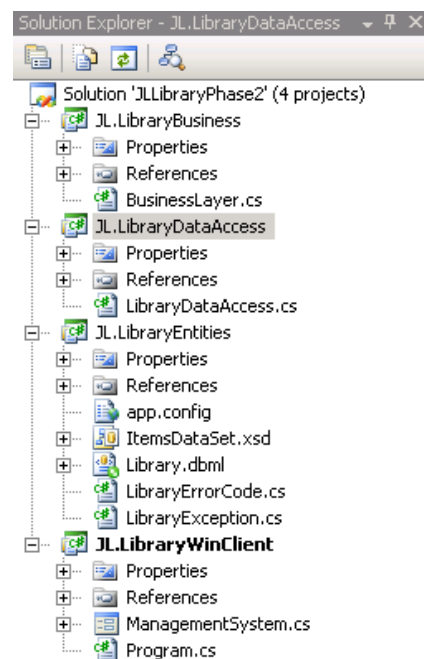 Solution Explorer - JL.LibraryDataAccess
Solution 'JLLibraryPhase2' (4 projects)
JL.LibraryBusiness
Properties
References
BusinessLayer.cs
JL.LibraryDataAccess
Properties
References
LibraryDataAccess.cs
JL.LibraryEntities
Properties
References
app.config
ItemsDataSet.xsd
Library.dbml
LibraryErrorCode.cs
LibraryException.cs
JL.LibraryWinClient
Properties
References
ManagementSystem.cs
Program.cs